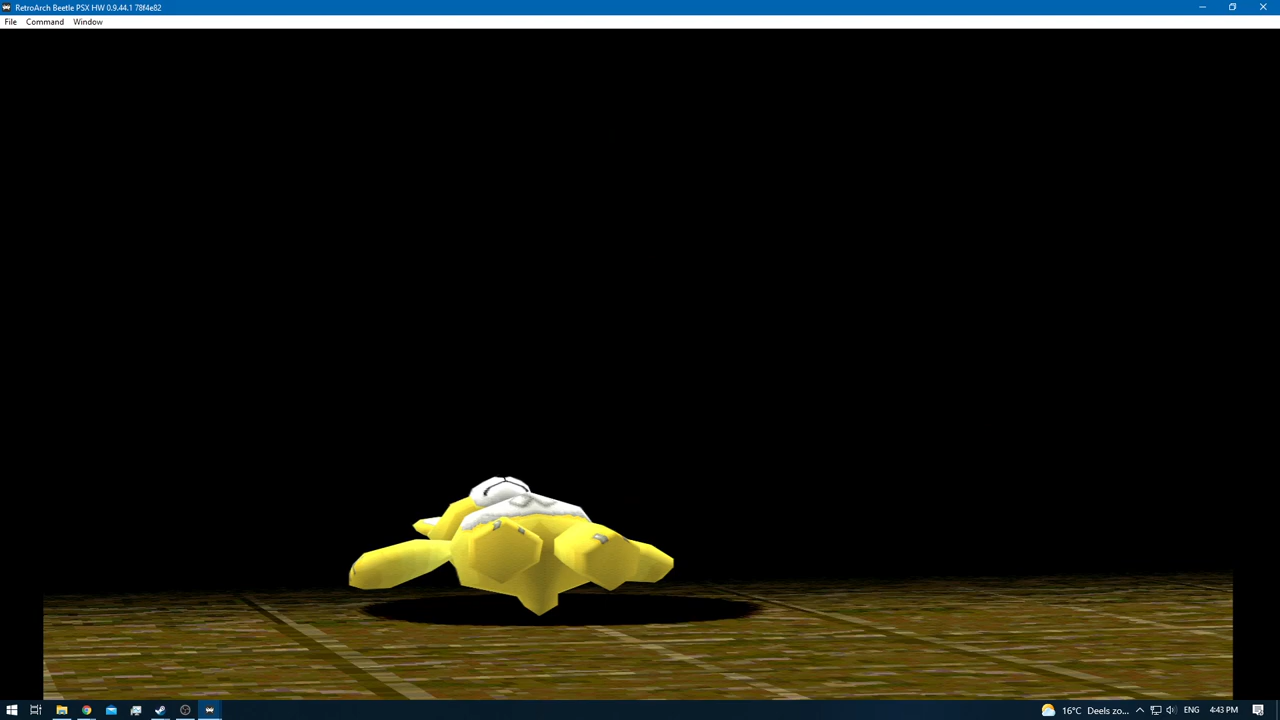 RetroArch Beetle PSX HW 0.9.44.1 78f4e82
File Command Window
16°C Deels zo... ENG 4:43 PM